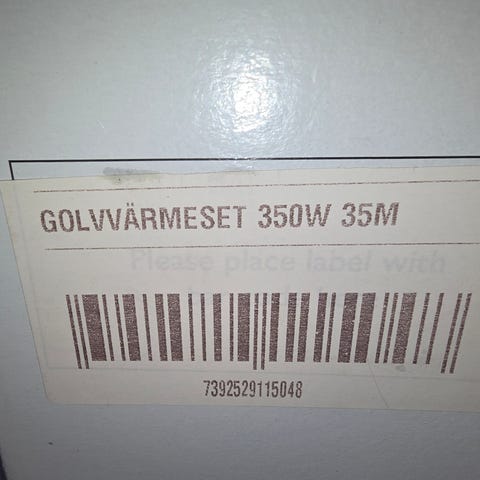 GOLVVÄRMESET 350W 35M
Please place label with
7392529115048